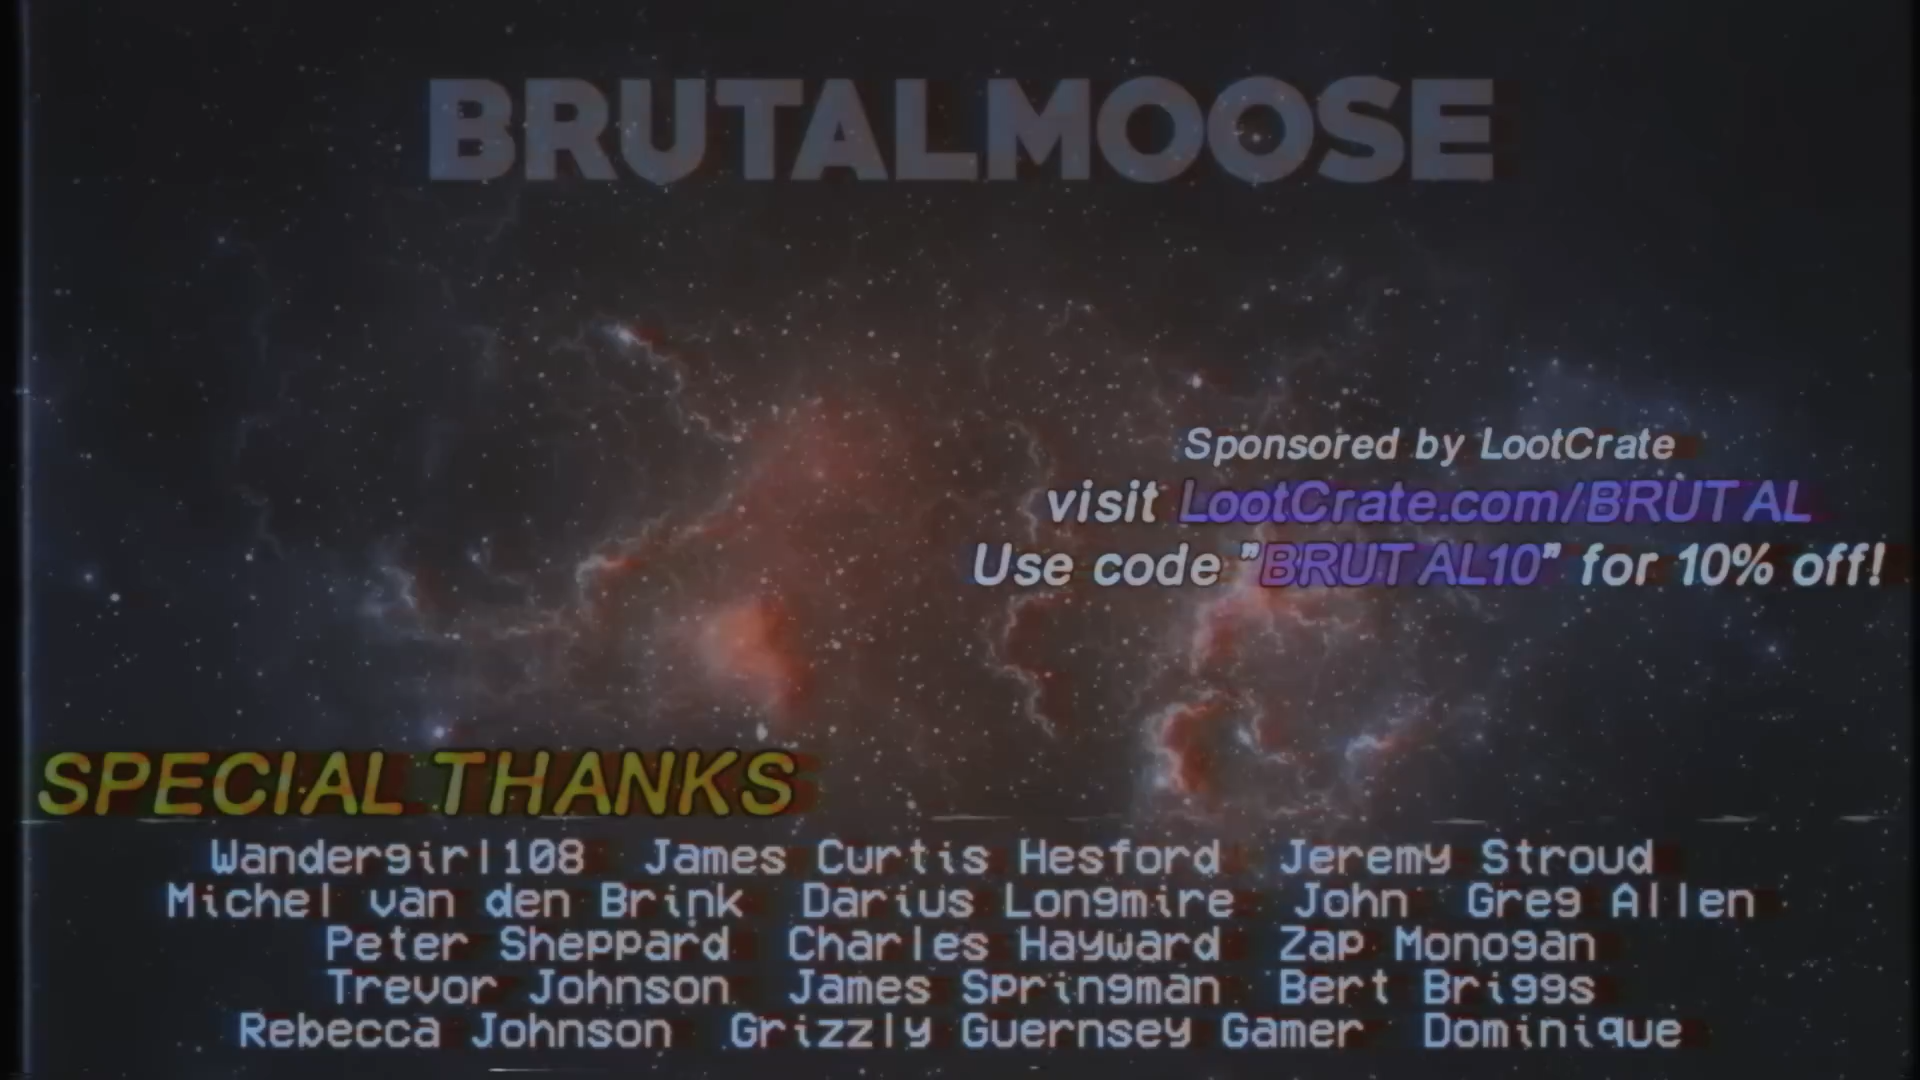 BRUTALMOOSE
Sponsored by LootCrate
visit LootCrate.com/BRUTAL
Use code "BRUTAL10" for 10% off!
SPECIAL THANKS
Wandergirl108 James Curtis Hesford Jeremy Stroud
Michel van den Brink Darius Longmire John Greg Allen
Peter Sheppard Charles Hayward Zap Monogan
Trevor Johnson James Springman Bert Briggs
Rebecca Johnson Grizzly Guernsey Gamer Dominique